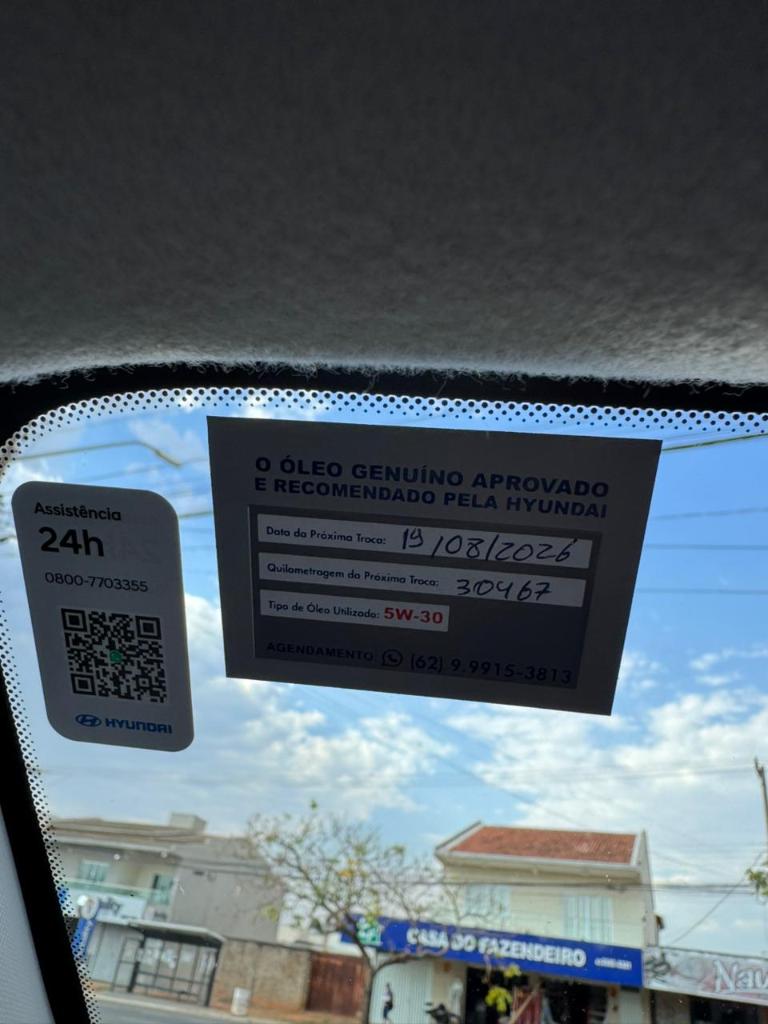 O ÓLEO GENUÍNO APROVADO
E RECOMENDADO PELA HYUNDAI
Data da Próxima Troca: 19/08/2026
Quilometragem da Próxima Troca: 30467
Tipo de Óleo Utilizado: 5W-30
AGENDAMENTO: (62) 9.9915-3813
Assistência
24h
0800-7703355
HYUNDAI
CASA DO FAZENDEIRO